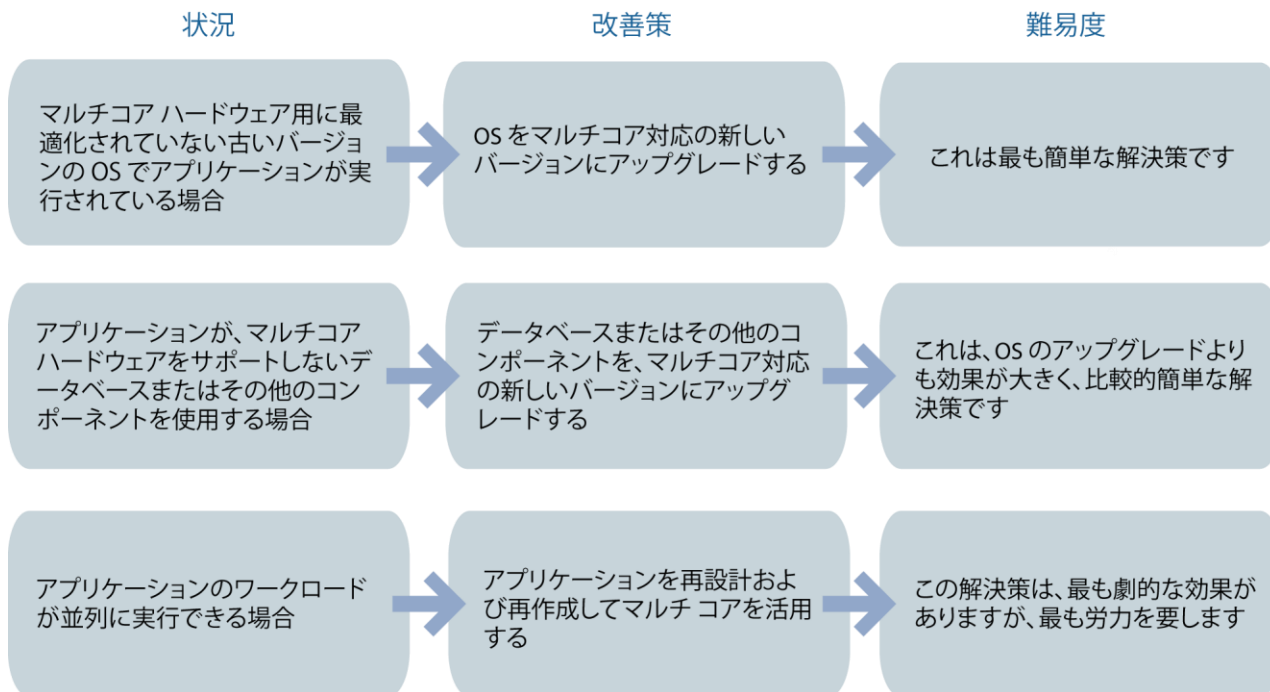 状況
改善策
難易度
マルチコア ハードウェア用に最
適化されていない古いバージョ
ンの OS でアプリケーションが実
行されている場合
OS をマルチコア対応の新しい
バージョンにアップグレードする
これは最も簡単な解決策です
アプリケーションが、マルチコア
ハードウェアをサポートしないデ
ータベースまたはその他のコン
ポーネントを使用する場合
データベースまたはその他のコ
ンポーネントを、マルチコア対応
の新しいバージョンにアップグ
レードする
これは、OS のアップグレードより
も効果が大きく、比較的簡単な解
決策です
アプリケーションのワークロード
が並列に実行できる場合
アプリケーションを再設計およ
び再作成してマルチ コアを活用
する
この解決策は、最も劇的な効果が
ありますが、最も労力を要します